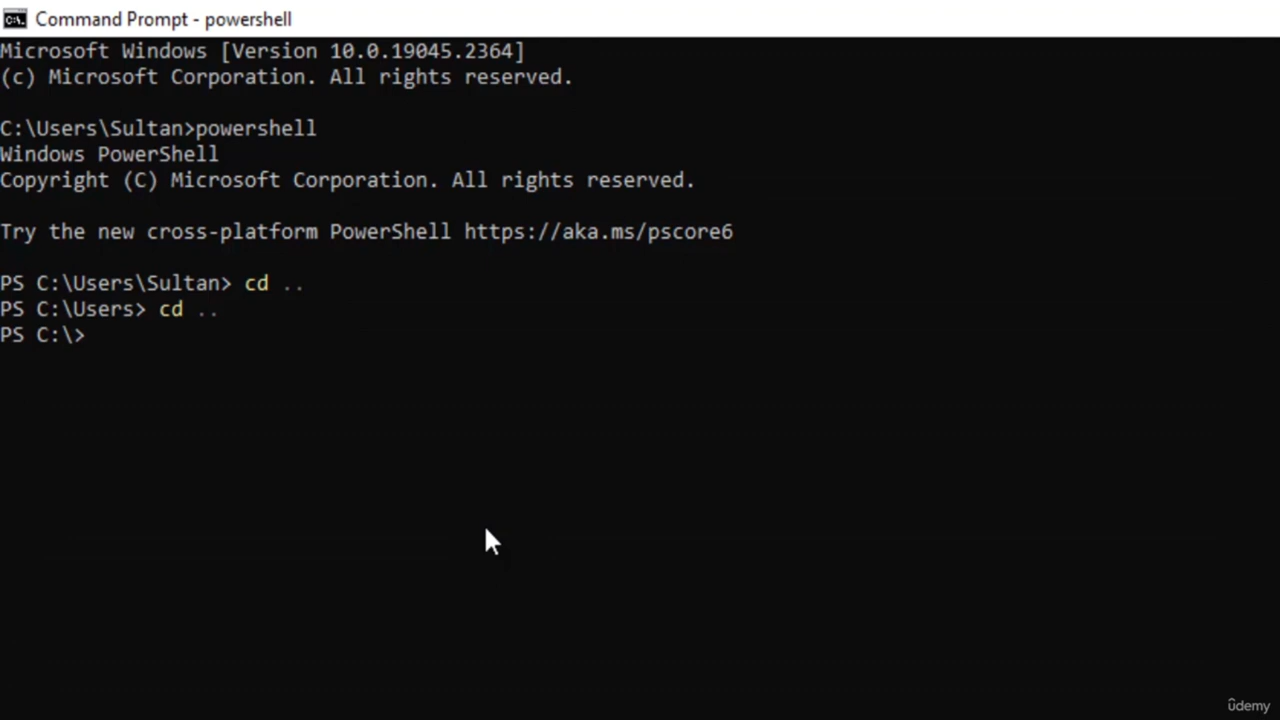 Command Prompt - powershell
Microsoft Windows [Version 10.0.19045.2364]
(c) Microsoft Corporation. All rights reserved.
C:\Users\Sultan>powershell
Windows PowerShell
Copyright (C) Microsoft Corporation. All rights reserved.
Try the new cross-platform PowerShell https://aka.ms/pscore6
PS C:\Users\Sultan> cd ..
PS C:\Users> cd ..
PS C:\>
ûdemy